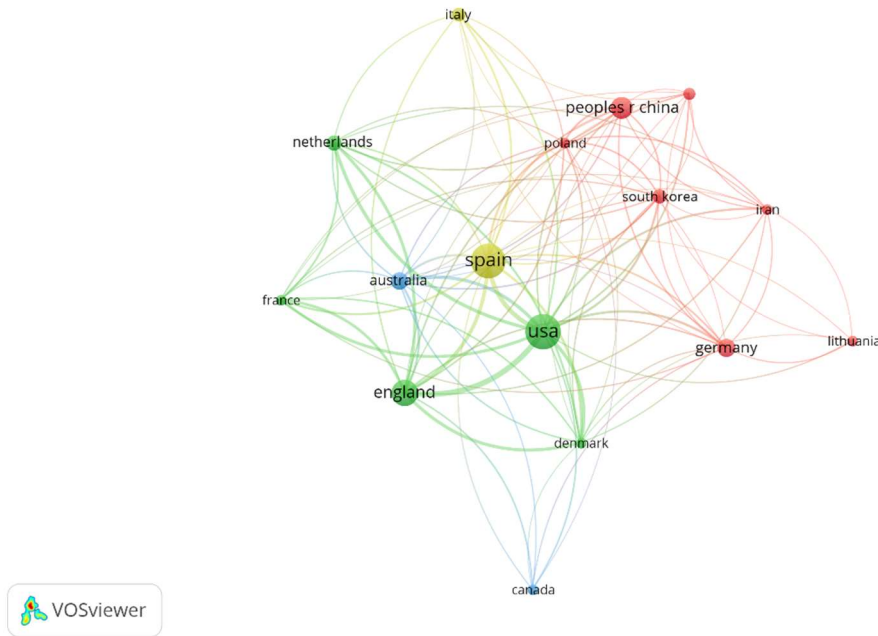 italy
peoples r china
netherlands
poland
south korea
iran
spain
australia
france
usa
lithuania
germany
england
denmark
canada
VOSviewer